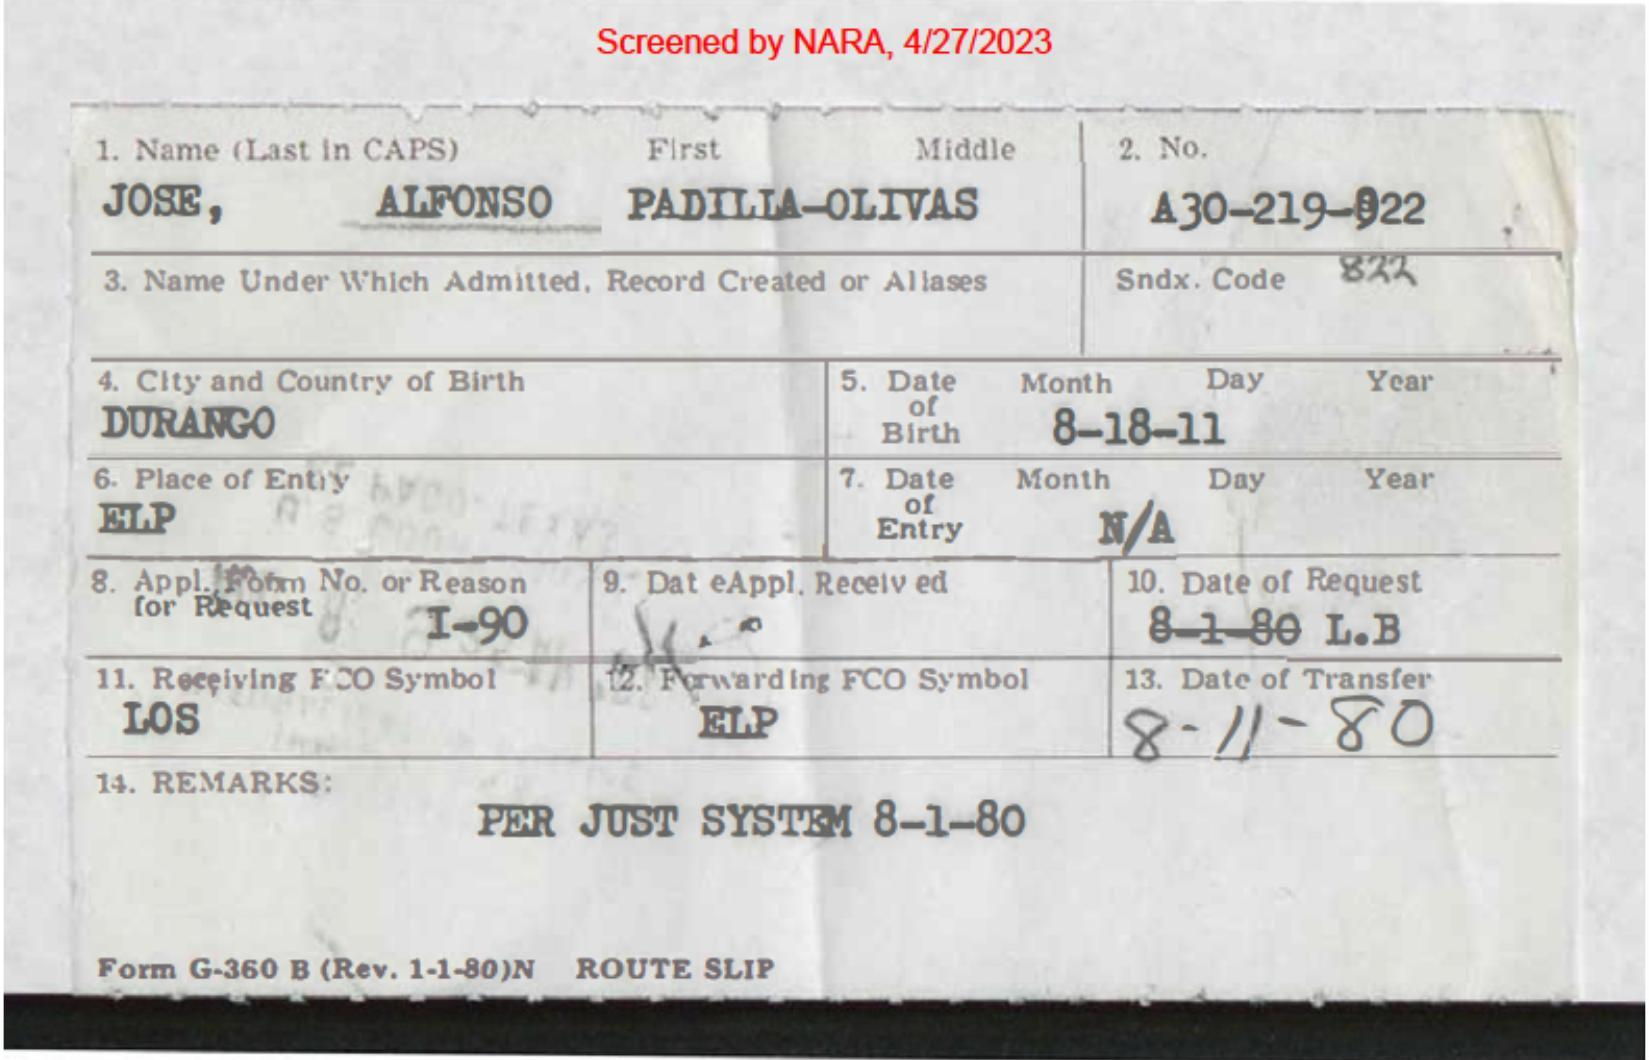 Screened by NARA, 4/27/2023
1. Name (Last in CAPS) First Middle 2. No.
JOSE, ALFONSO PADILLA-OLIVAS A30-219-822
3. Name Under Which Admitted, Record Created or Aliases Sndx. Code 822
4. City and Country of Birth 5. Date of Birth Month Day Year
DURANGO 8-18-11
6. Place of Entry 7. Date of Entry Month Day Year
ELP N/A
8. Appl. Form No. or Reason 9. Dat eAppl. Received 10. Date of Request
for Request I-90 8-1-80 L.B
11. Receiving FCO Symbol 12. Forwarding FCO Symbol 13. Date of Transfer
LOS ELP 8-11-80
14. REMARKS:
PER JUST SYSTEM 8-1-80
Form G-360 B (Rev. 1-1-80)N ROUTE SLIP